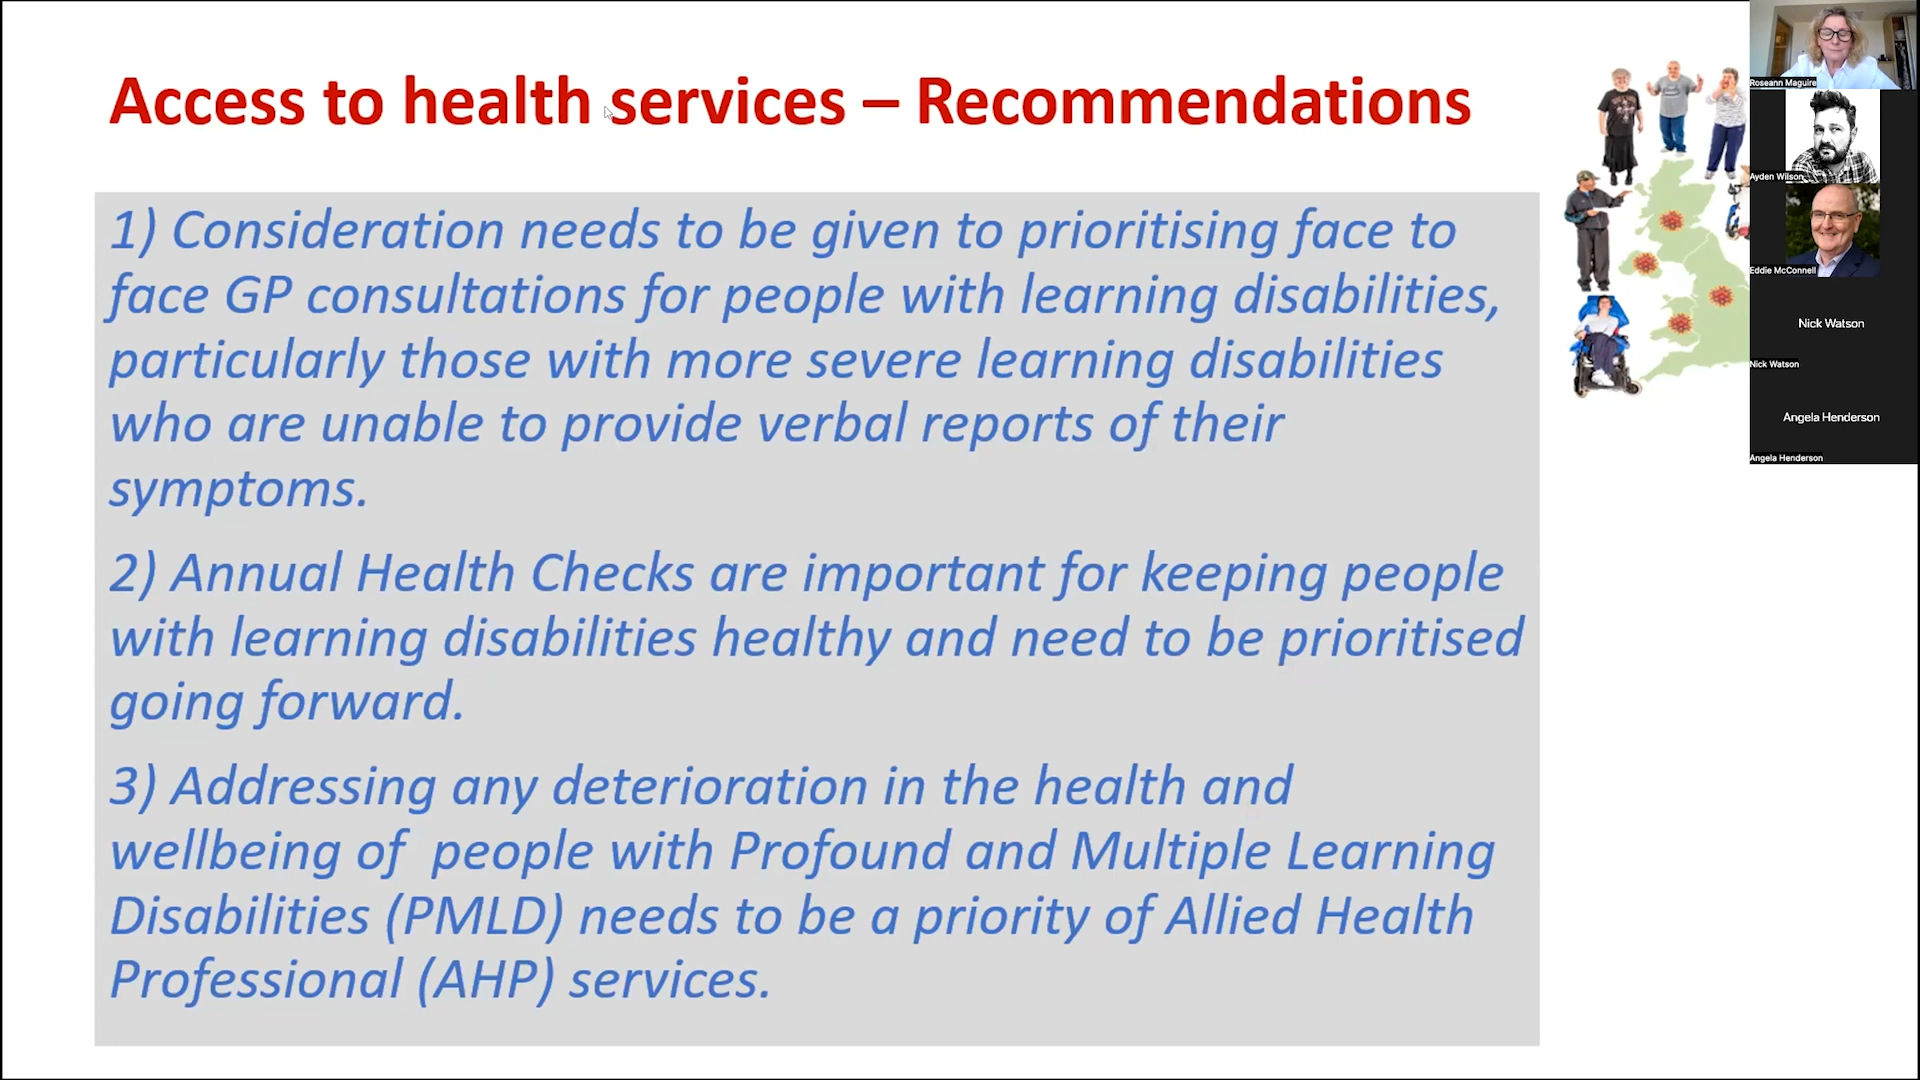 Access to health services – Recommendations
1) Consideration needs to be given to prioritising face to
face GP consultations for people with learning disabilities,
particularly those with more severe learning disabilities
who are unable to provide verbal reports of their
symptoms.
2) Annual Health Checks are important for keeping people
with learning disabilities healthy and need to be prioritised
going forward.
3) Addressing any deterioration in the health and
wellbeing of  people with Profound and Multiple Learning
Disabilities (PMLD) needs to be a priority of Allied Health
Professional (AHP) services.
Roseann Maguire
Ayden Wilson
Eddie McConnell
Nick Watson
Nick Watson
Angela Henderson
Angela Henderson